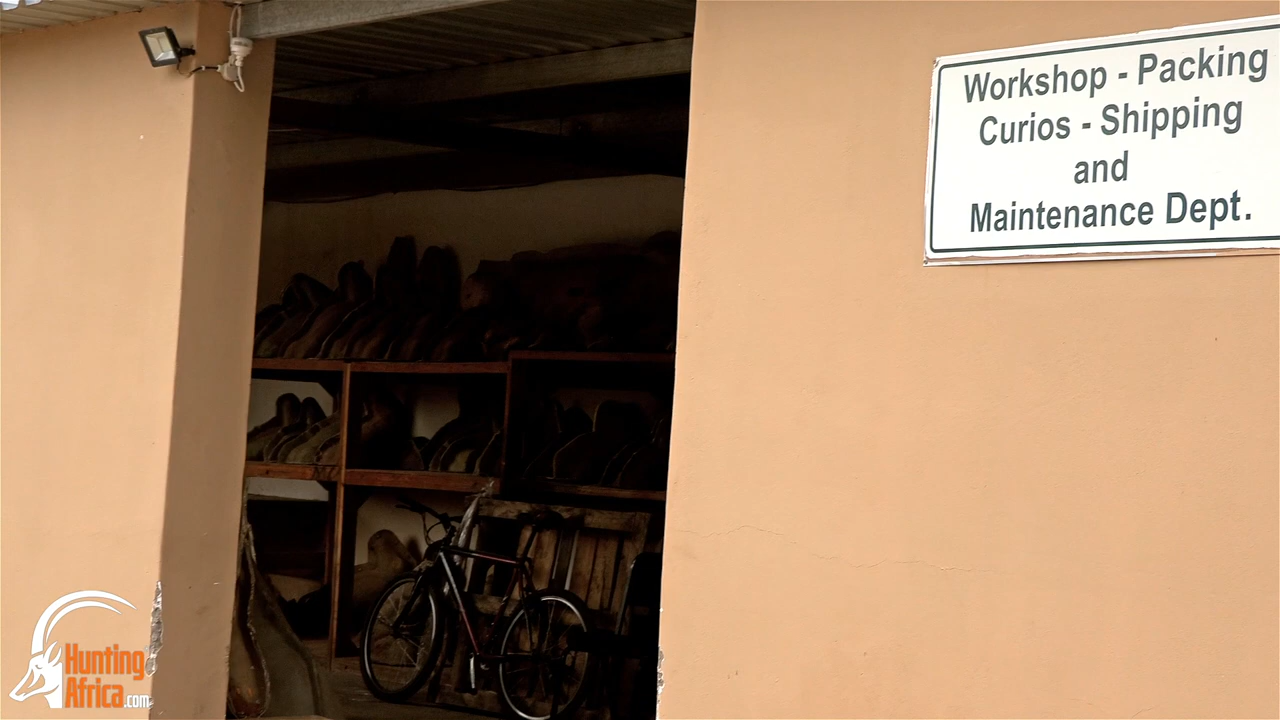 Workshop - Packing
Curios - Shipping
and
Maintenance Dept.
Hunting
Africa.com